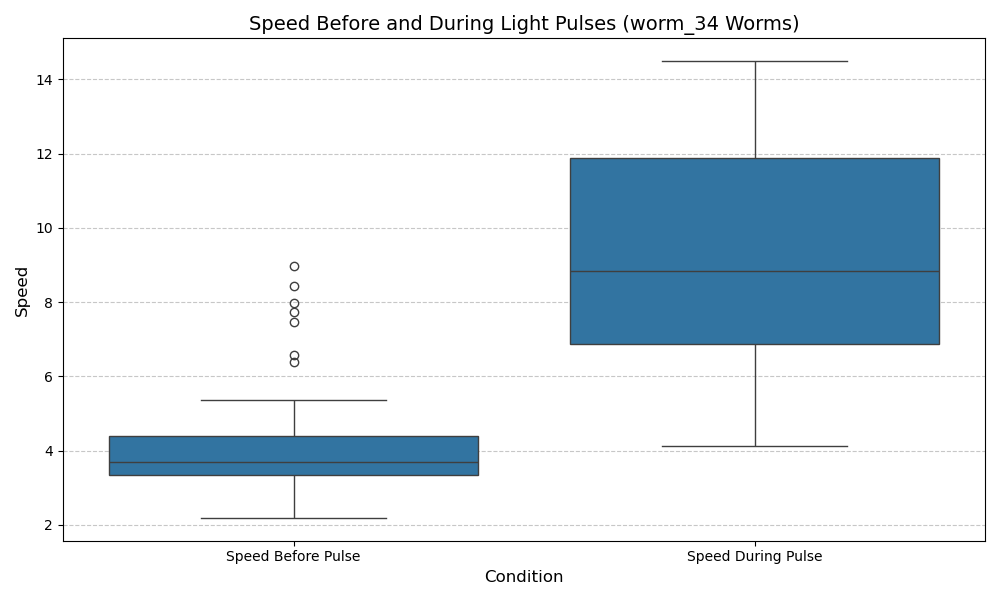 Speed Before and During Light Pulses (worm_34 Worms)
14
12
10
8
6
4
2
Speed
Speed Before Pulse
Speed During Pulse
Condition